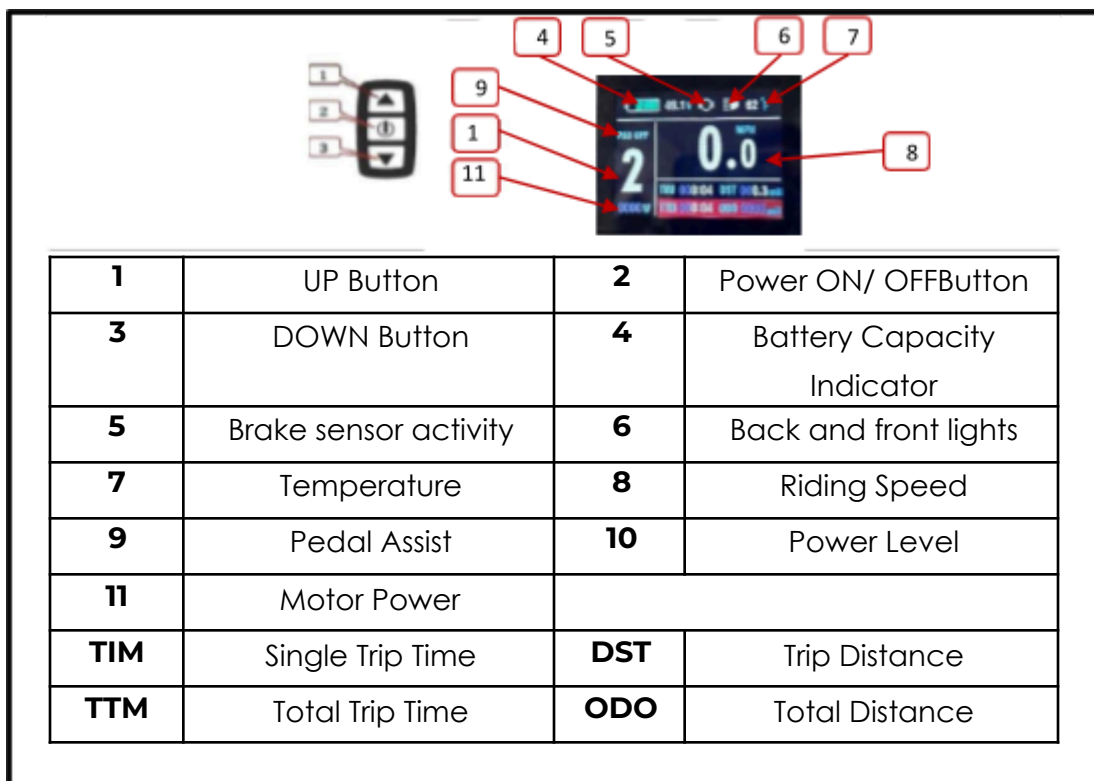 4 5 6 7
1
9
2
1
3
8
11
0.0
2
1 UP Button 2 Power ON/ OFFButton
3 DOWN Button 4 Battery Capacity
Indicator
5 Brake sensor activity 6 Back and front lights
7 Temperature 8 Riding Speed
9 Pedal Assist 10 Power Level
11 Motor Power
TIM Single Trip Time DST Trip Distance
TTM Total Trip Time ODO Total Distance